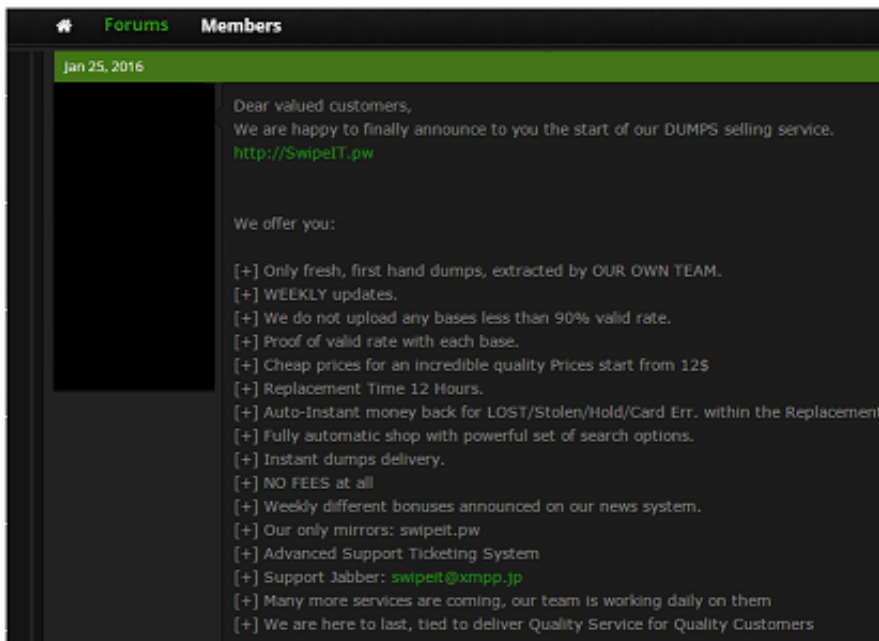 Forums Members
Jan 25, 2016
Dear valued customers,
We are happy to finally announce to you the start of our DUMPS selling service.
http://SwipeIT.pw
We offer you:
[+] Only fresh, first hand dumps, extracted by OUR OWN TEAM.
[+] WEEKLY updates.
[+] We do not upload any bases less than 90% valid rate.
[+] Proof of valid rate with each base.
[+] Cheap prices for an incredible quality Prices start from 12$
[+] Replacement Time 12 Hours.
[+] Auto-Instant money back for LOST/Stolen/Hold/Card Err. within the Replacement
[+] Fully automatic shop with powerful set of search options.
[+] Instant dumps delivery.
[+] NO FEES at all
[+] Weekly different bonuses announced on our news system.
[+] Our only mirrors: swipeit.pw
[+] Advanced Support Ticketing System
[+] Support Jabber: swipeit@xmpp.jp
[+] Many more services are coming, our team is working daily on them
[+] We are here to last, tied to deliver Quality Service for Quality Customers